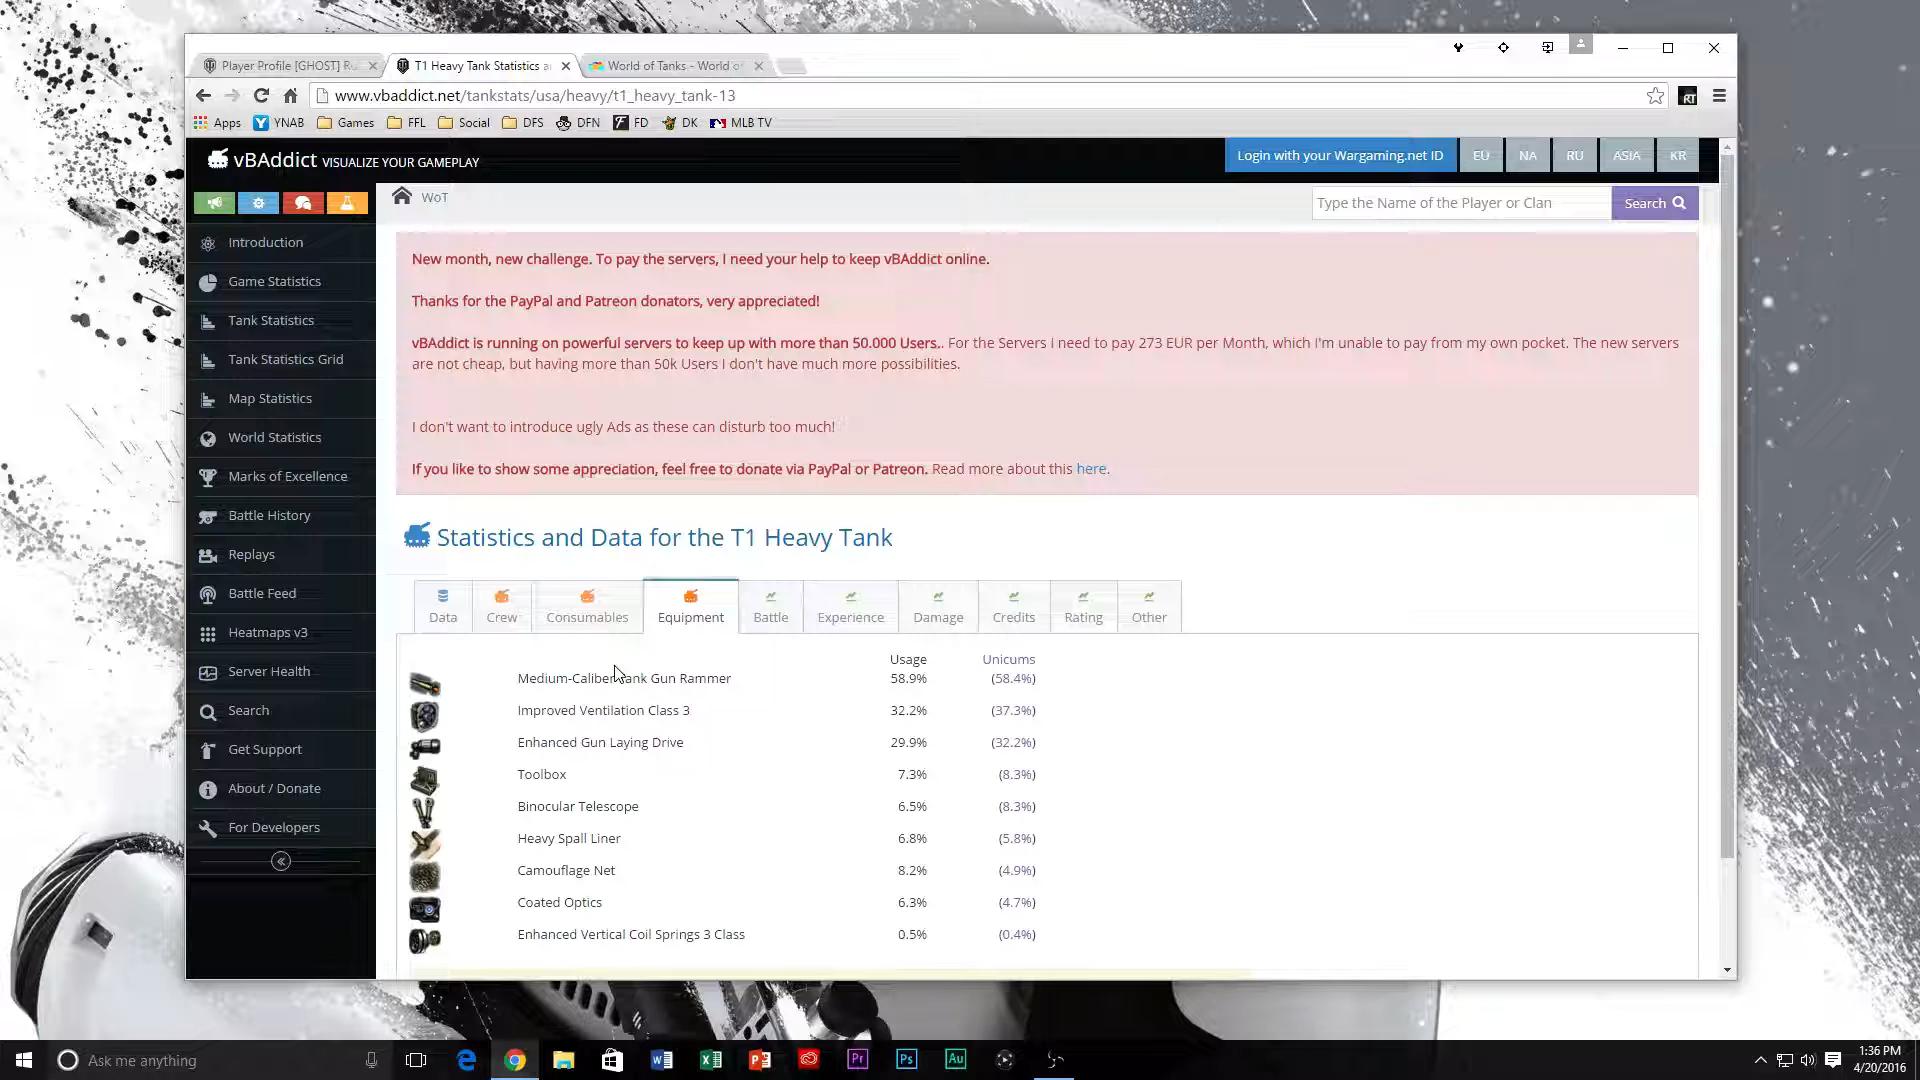 Player Profile [GHOST] R
T1 Heavy Tank Statistics a
World of Tanks - World o
www.vbaddict.net/tankstats/usa/heavy/t1_heavy_tank-13
Apps YNAB Games FFL Social DFS DFN FD DK MLB TV
vBAddict VISUALIZE YOUR GAMEPLAY
Login with your Wargaming.net ID EU NA RU ASIA KR
WoT
Type the Name of the Player or Clan Search
Introduction
Game Statistics
Tank Statistics
Tank Statistics Grid
Map Statistics
World Statistics
Marks of Excellence
Battle History
Replays
Battle Feed
Heatmaps v3
Server Health
Search
Get Support
About / Donate
For Developers
New month, new challenge. To pay the servers, I need your help to keep vBAddict online.
Thanks for the PayPal and Patreon donators, very appreciated!
vBAddict is running on powerful servers to keep up with more than 50.000 Users.. For the Servers I need to pay 273 EUR per Month, which I'm unable to pay from my own pocket. The new servers
are not cheap, but having more than 50k Users I don't have much more possibilities.
I don't want to introduce ugly Ads as these can disturb too much!
If you like to show some appreciation, feel free to donate via PayPal or Patreon. Read more about this here.
Statistics and Data for the T1 Heavy Tank
Data Crew Consumables Equipment Battle Experience Damage Credits Rating Other
Usage Unicums
Medium-Caliber Tank Gun Rammer 58.9% (58.4%)
Improved Ventilation Class 3 32.2% (37.3%)
Enhanced Gun Laying Drive 29.9% (32.2%)
Toolbox 7.3% (8.3%)
Binocular Telescope 6.5% (8.3%)
Heavy Spall Liner 6.8% (5.8%)
Camouflage Net 8.2% (4.9%)
Coated Optics 6.3% (4.7%)
Enhanced Vertical Coil Springs 3 Class 0.5% (0.4%)
Ask me anything
1:36 PM
4/20/2016